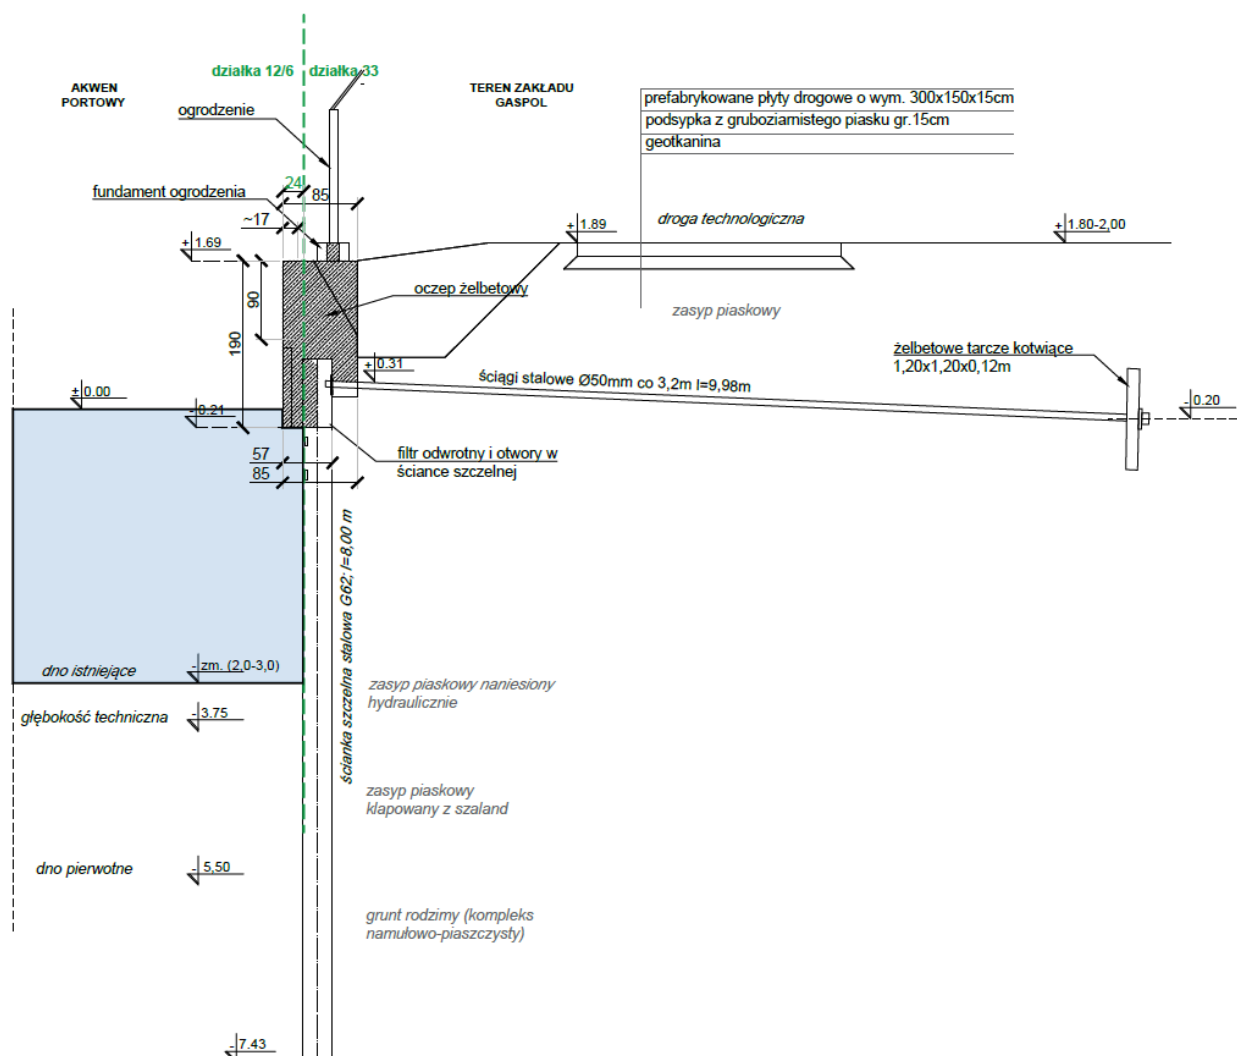 działka 12/6 działka 33
AKWEN
PORTOWY
TEREN ZAKŁADU
GASPOL
ogrodzenie
prefabrykowane płyty drogowe o wym. 300x150x15cm
podsypka z gruboziarnistego piasku gr.15cm
geotkanina
24
fundament ogrodzenia
85
~17
droga technologiczna
+ 1.89
+ 1.80-2,00
+ 1.69
oczep żelbetowy
90
190
zasyp piaskowy
+ 0.31
żelbetowe tarcze kotwiące
1,20x1,20x0,12m
ściągi stalowe Ø50mm co 3,2m l=9,98m
± 0.00
- 0.21
- 0.20
57
85
filtr odwrotny i otwory w
ściance szczelnej
ścianka szczelna stalowa G62; l=8,00 m
dno istniejące
- zm. (2,0-3,0)
zasyp piaskowy naniesiony
hydraulicznie
głębokość techniczna
- 3.75
zasyp piaskowy
klapowany z szaland
dno pierwotne
- 5,50
grunt rodzimy (kompleks
namułowo-piaszczysty)
- 7.43